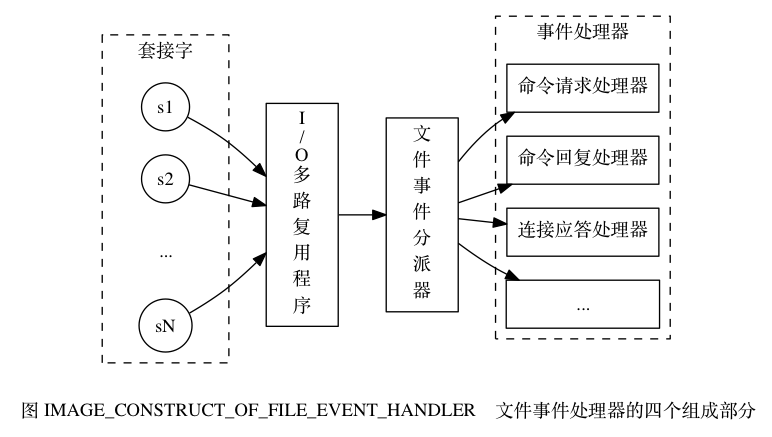 套接字
s1
s2
...
sN
I/O多路复用程序
文件事件分派器
事件处理器
命令请求处理器
命令回复处理器
连接应答处理器
...
图 IMAGE_CONSTRUCT_OF_FILE_EVENT_HANDLER 文件事件处理器的四个组成部分